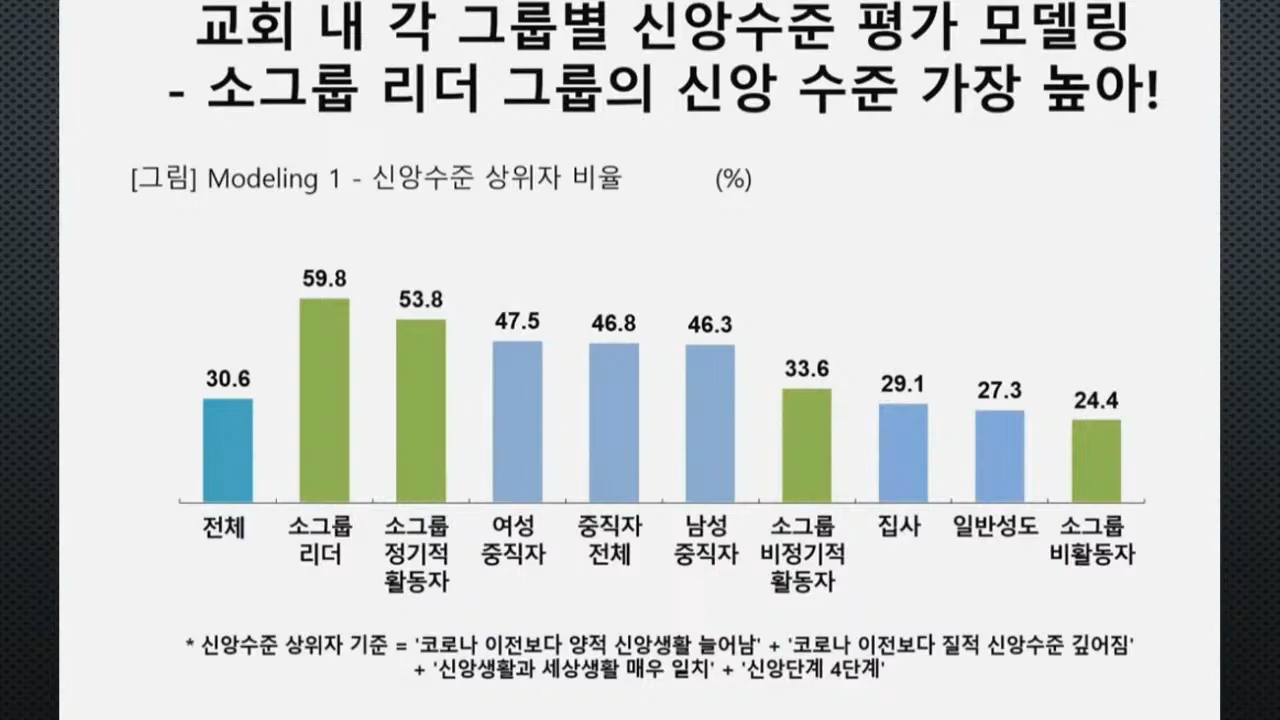 교회 내 각 그룹별 신앙수준 평가 모델링
- 소그룹 리더 그룹의 신앙 수준 가장 높아!
[그림] Modeling 1 - 신앙수준 상위자 비율 (%)
30.6
59.8
53.8
47.5
46.8
46.3
33.6
29.1
27.3
24.4
전체
소그룹
리더
소그룹
정기적
활동자
여성
중직자
중직자
전체
남성
중직자
소그룹
비정기적
활동자
집사
일반성도
소그룹
비활동자
* 신앙수준 상위자 기준 = '코로나 이전보다 양적 신앙생활 늘어남' + '코로나 이전보다 질적 신앙수준 깊어짐'
+ '신앙생활과 세상생활 매우 일치' + '신앙단계 4단계'